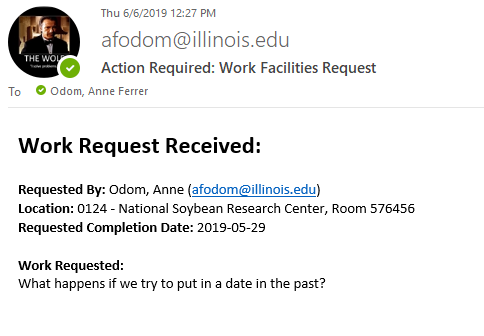 Thu 6/6/2019 12:27 PM
afodom@illinois.edu
THE WOLF
Action Required: Work Facilities Request
To Odom, Anne Ferrer
Work Request Received:
Requested By: Odom, Anne (afodom@illinois.edu)
Location: 0124 - National Soybean Research Center, Room 576456
Requested Completion Date: 2019-05-29
Work Requested:
What happens if we try to put in a date in the past?